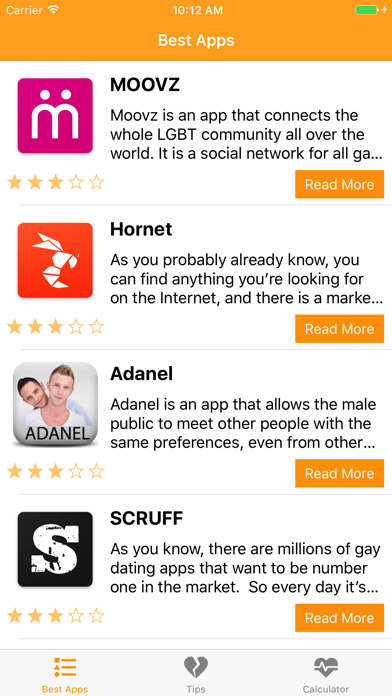 Carrier 10:12 AM
Best Apps
MOOVZ
Moovz is an app that connects the
whole LGBT community all over the
world. It is a social network for all ga...
Read More
Hornet
As you probably already know, you
can find anything you're looking for
on the Internet, and there is a marke...
Read More
ADANEL
Adanel
Adanel is an app that allows the male
public to meet other people with the
same preferences, even from other...
Read More
S
SCRUFF
As you know, there are millions of gay
dating apps that want to be number
one in the market.  So every day it's...
Read More
Best Apps Tips Calculator